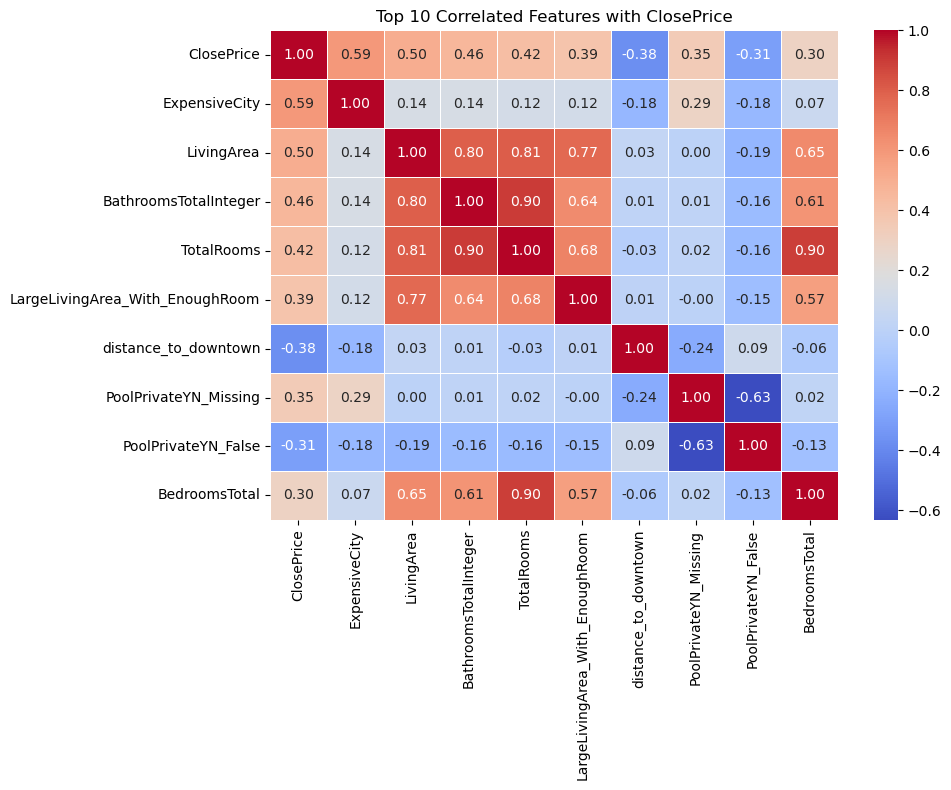 Top 10 Correlated Features with ClosePrice
ClosePrice 1.00 0.59 0.50 0.46 0.42 0.39 -0.38 0.35 -0.31 0.30
ExpensiveCity 0.59 1.00 0.14 0.14 0.12 0.12 -0.18 0.29 -0.18 0.07
LivingArea 0.50 0.14 1.00 0.80 0.81 0.77 0.03 0.00 -0.19 0.65
BathroomsTotalInteger 0.46 0.14 0.80 1.00 0.90 0.64 0.01 0.01 -0.16 0.61
TotalRooms 0.42 0.12 0.81 0.90 1.00 0.68 -0.03 0.02 -0.16 0.90
LargeLivingArea_With_EnoughRoom 0.39 0.12 0.77 0.64 0.68 1.00 0.01 -0.00 -0.15 0.57
distance_to_downtown -0.38 -0.18 0.03 0.01 -0.03 0.01 1.00 -0.24 0.09 -0.06
PoolPrivateYN_Missing 0.35 0.29 0.00 0.01 0.02 -0.00 -0.24 1.00 -0.63 0.02
PoolPrivateYN_False -0.31 -0.18 -0.19 -0.16 -0.16 -0.15 0.09 -0.63 1.00 -0.13
BedroomsTotal 0.30 0.07 0.65 0.61 0.90 0.57 -0.06 0.02 -0.13 1.00
ClosePrice
ExpensiveCity
LivingArea
BathroomsTotalInteger
TotalRooms
LargeLivingArea_With_EnoughRoom
distance_to_downtown
PoolPrivateYN_Missing
PoolPrivateYN_False
BedroomsTotal
1.0
0.8
0.6
0.4
0.2
0.0
−0.2
−0.4
−0.6